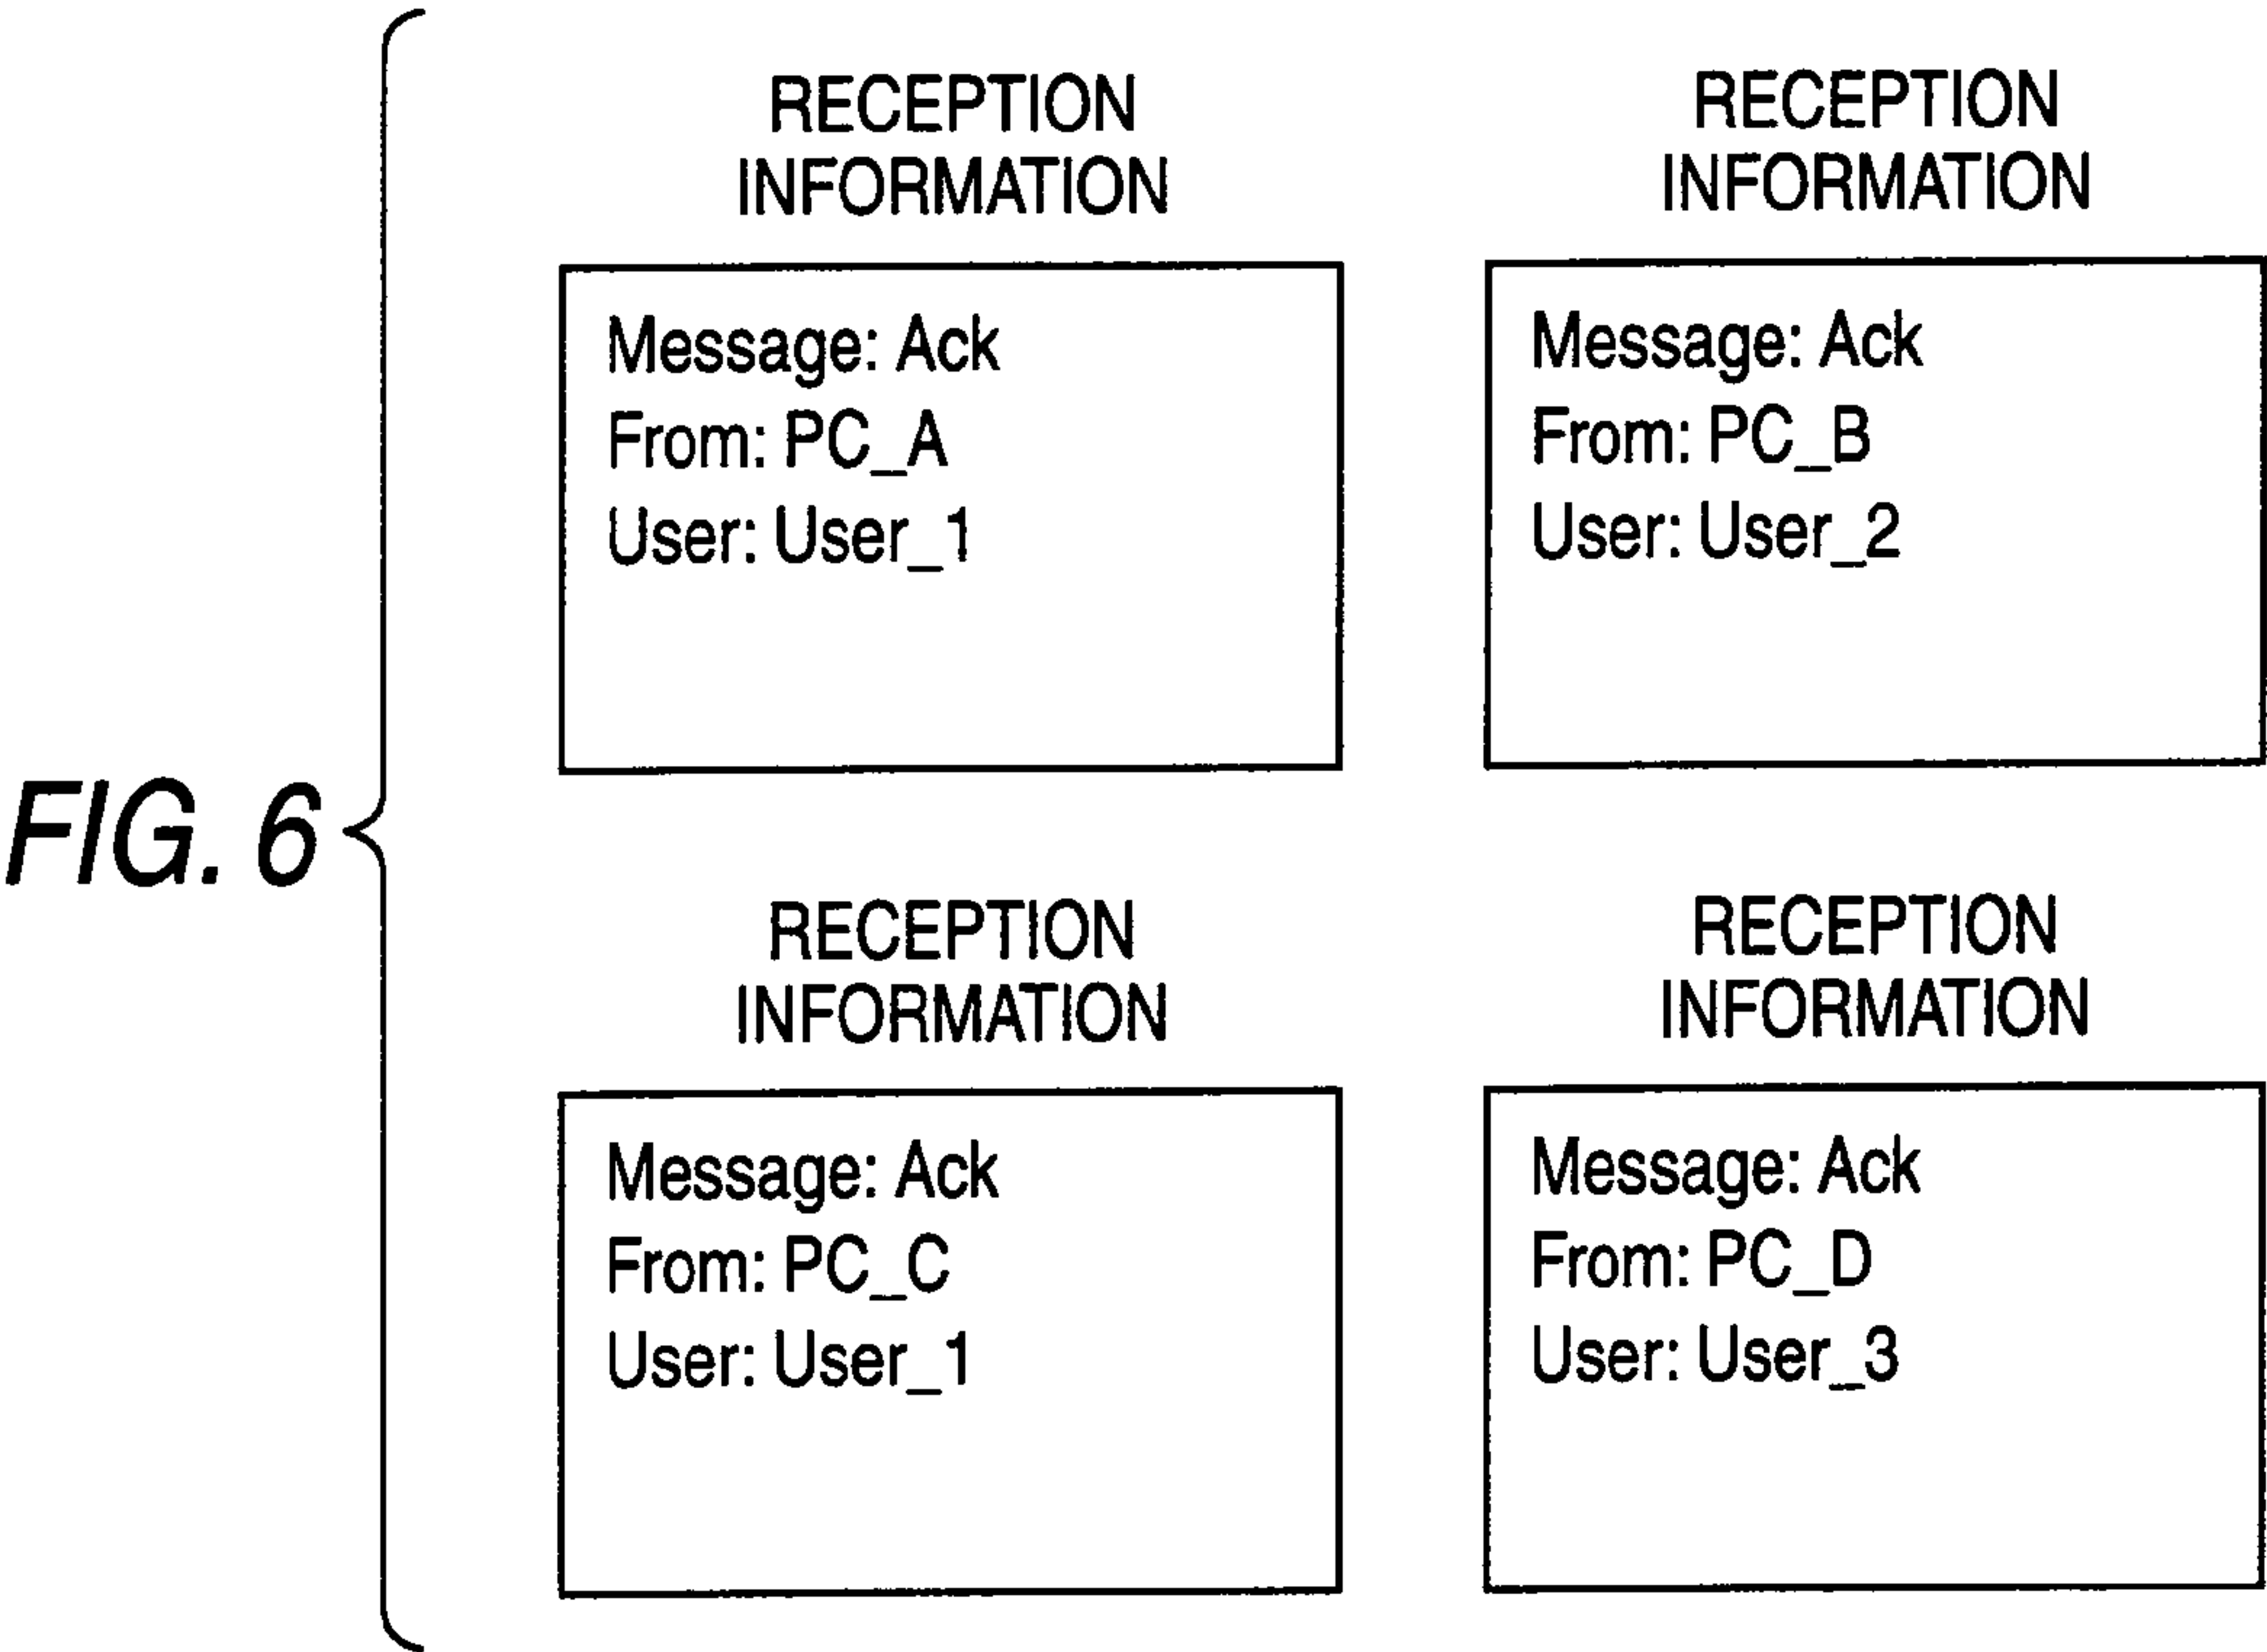 FIG. 6
RECEPTION
INFORMATION
Message: Ack
From: PC_A
User: User_1
RECEPTION
INFORMATION
Message: Ack
From: PC_B
User: User_2
RECEPTION
INFORMATION
Message: Ack
From: PC_C
User: User_1
RECEPTION
INFORMATION
Message: Ack
From: PC_D
User: User_3